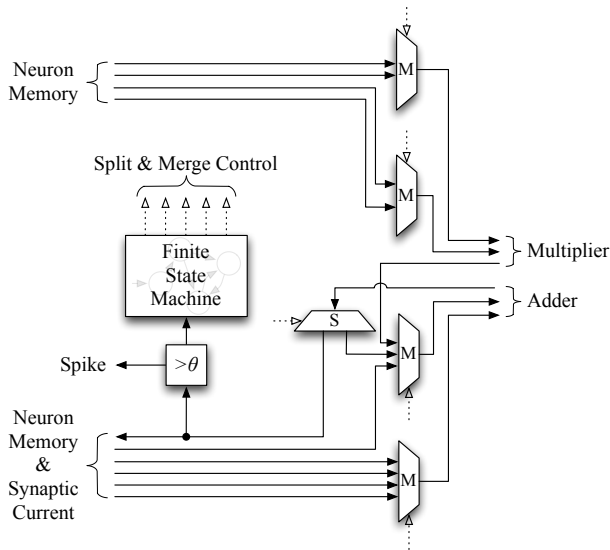 M
Neuron
Memory
M
Split & Merge Control
Finite
State
Machine
Multiplier
Adder
S
M
Spike
>θ
Neuron
Memory
&
Synaptic
Current
M